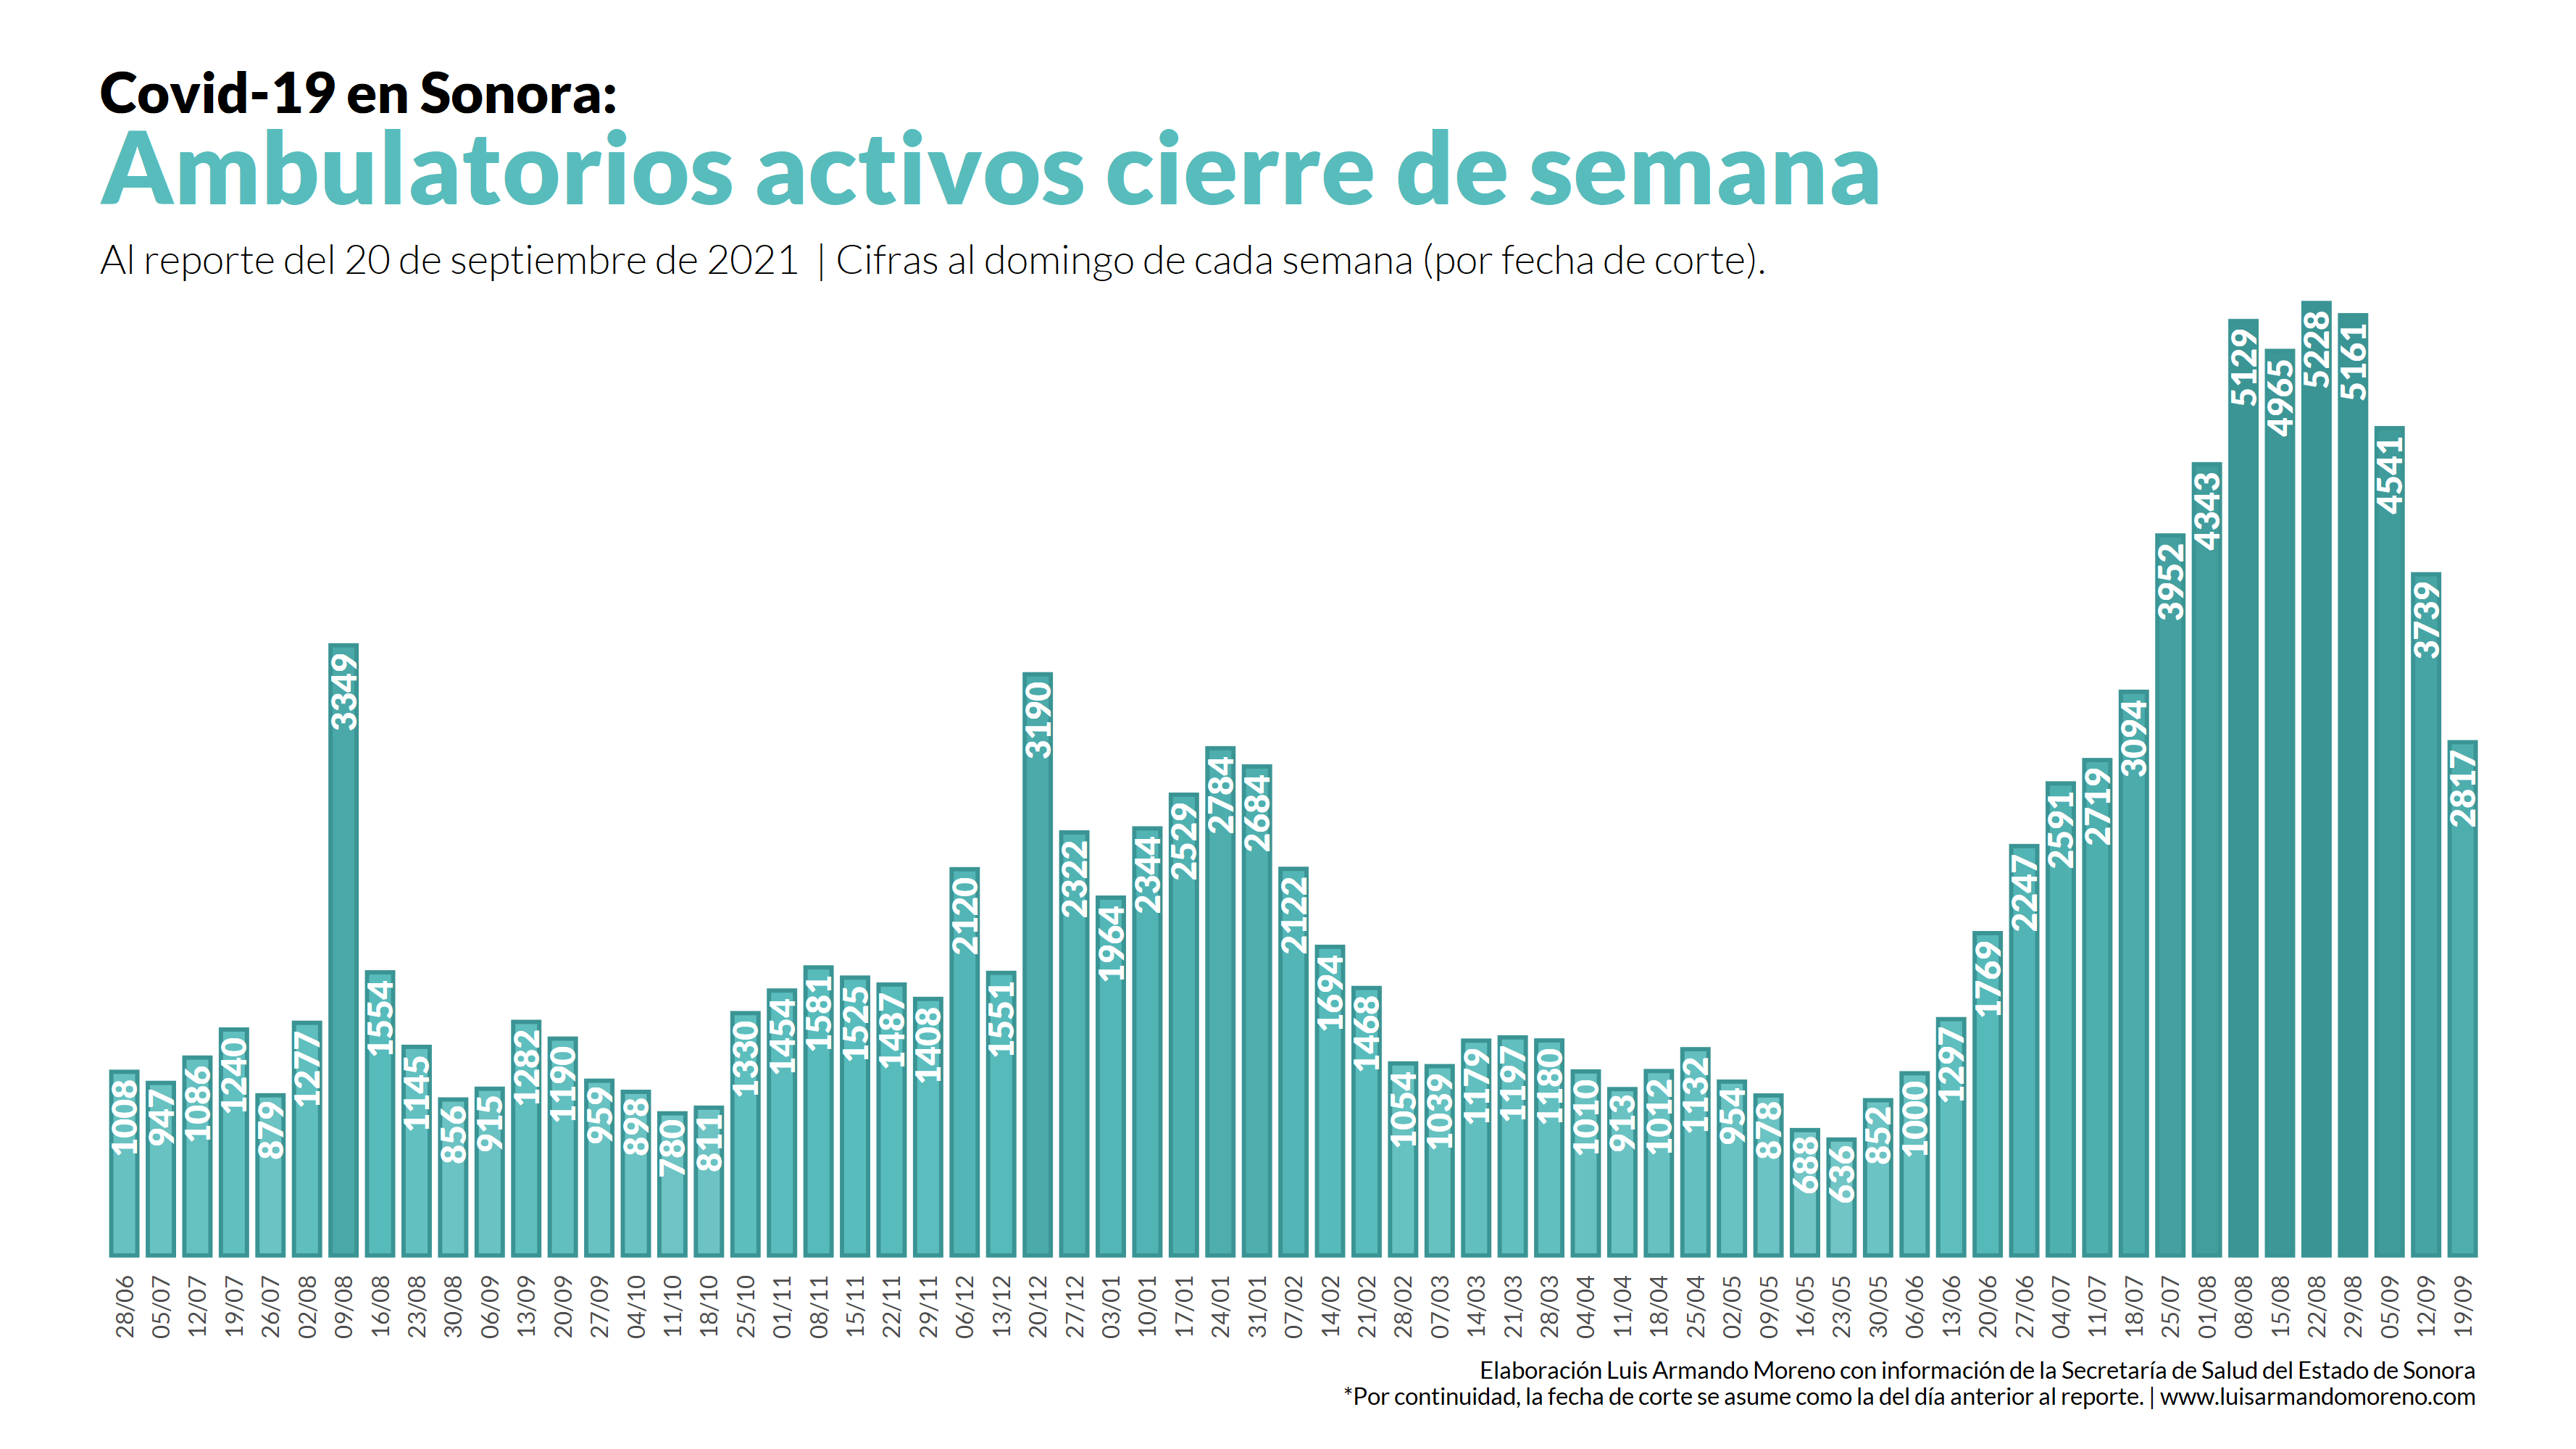 Covid-19 en Sonora:
Ambulatorios activos cierre de semana
Al reporte del 20 de septiembre de 2021 | Cifras al domingo de cada semana (por fecha de corte).
1008 947 1086 1240 879 1277 3349 1554 1145 856 915 1282 1190 959 898 780 811 1330 1454 1581 1525 1487 1408 2120 1551 3190 2322 1964 2344 2529 2784 2684 2122 1694 1468 1054 1039 1179 1197 1180 1010 913 1012 1132 954 878 688 636 852 1000 1297 1769 2247 2591 2719 3094 3952 4343 5129 4965 5228 5161 4541 3739 2817
28/06 05/07 12/07 19/07 26/07 02/08 09/08 16/08 23/08 30/08 06/09 13/09 20/09 27/09 04/10 11/10 18/10 25/10 01/11 08/11 15/11 22/11 29/11 06/12 13/12 20/12 27/12 03/01 10/01 17/01 24/01 31/01 07/02 14/02 21/02 28/02 07/03 14/03 21/03 28/03 04/04 11/04 18/04 25/04 02/05 09/05 16/05 23/05 30/05 06/06 13/06 20/06 27/06 04/07 11/07 18/07 25/07 01/08 08/08 15/08 22/08 29/08 05/09 12/09 19/09
Elaboración Luis Armando Moreno con información de la Secretaría de Salud del Estado de Sonora
*Por continuidad, la fecha de corte se asume como la del día anterior al reporte. | www.luisarmandomoreno.com